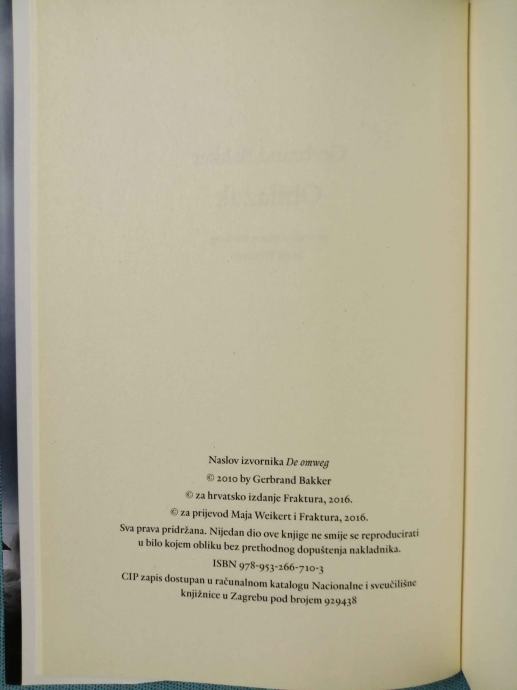 Naslov izvornika De omweg
© 2010 by Gerbrand Bakker
© za hrvatsko izdanje Fraktura, 2016.
© za prijevod Maja Weikert i Fraktura, 2016.
Sva prava pridržana. Nijedan dio ove knjige ne smije se reproducirati
u bilo kojem obliku bez prethodnog dopuštenja nakladnika.
ISBN 978-953-266-710-3
CIP zapis dostupan u računalnom katalogu Nacionalne i sveučilišne
knjižnice u Zagrebu pod brojem 929438